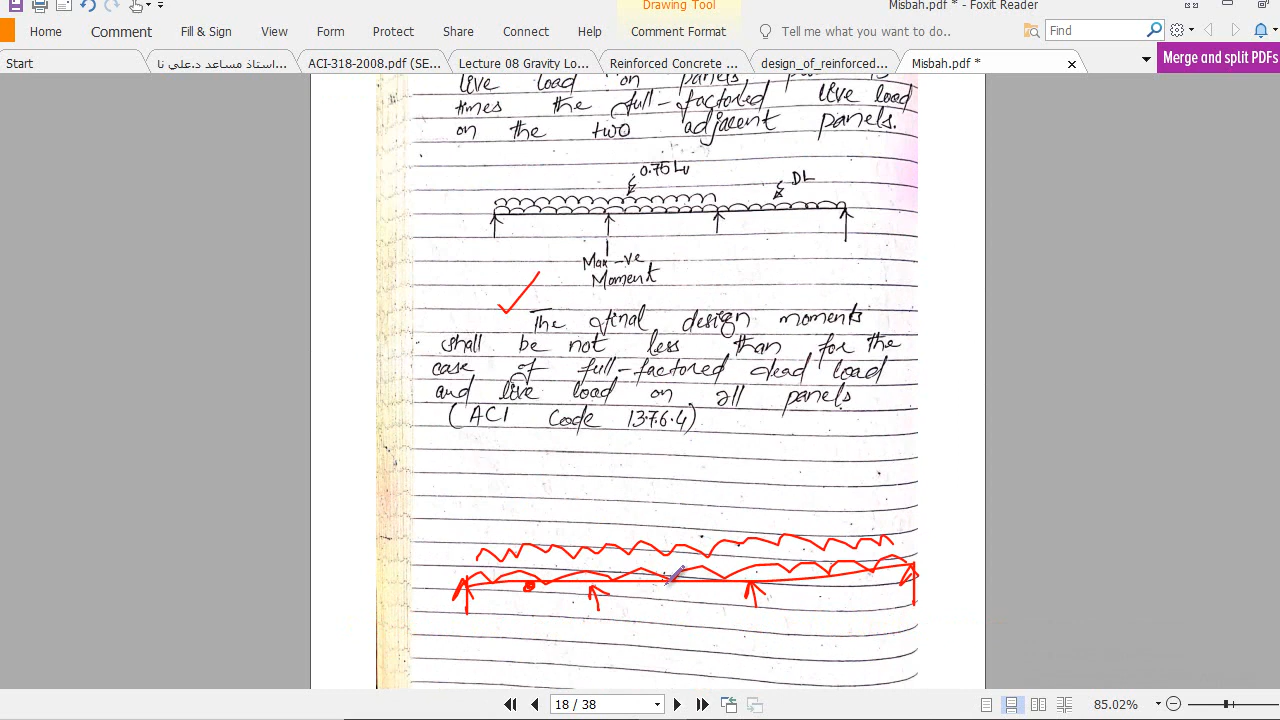 Drawing Tool
Misbah.pdf * - Foxit Reader
Home Comment Fill & Sign View Form Protect Share Connect Help Comment Format Tell me what you want to do.. Find
Start استاذ مساعد د.علي نا... ACI-318-2008.pdf (SE... Lecture 08 Gravity Lo... Reinforced Concrete ... design_of_reinforced... Misbah.pdf *
Merge and split PDFs
live load on panels,
times the full-factored live load
on the two adjacent panels.
0.75 Lv
DL
Max -ve
Moment
The final design moments
shall be not less than for the
case of full-factored dead load
and live load on all panels
(ACI Code 13.7.6.4)
18 / 38
85.02%